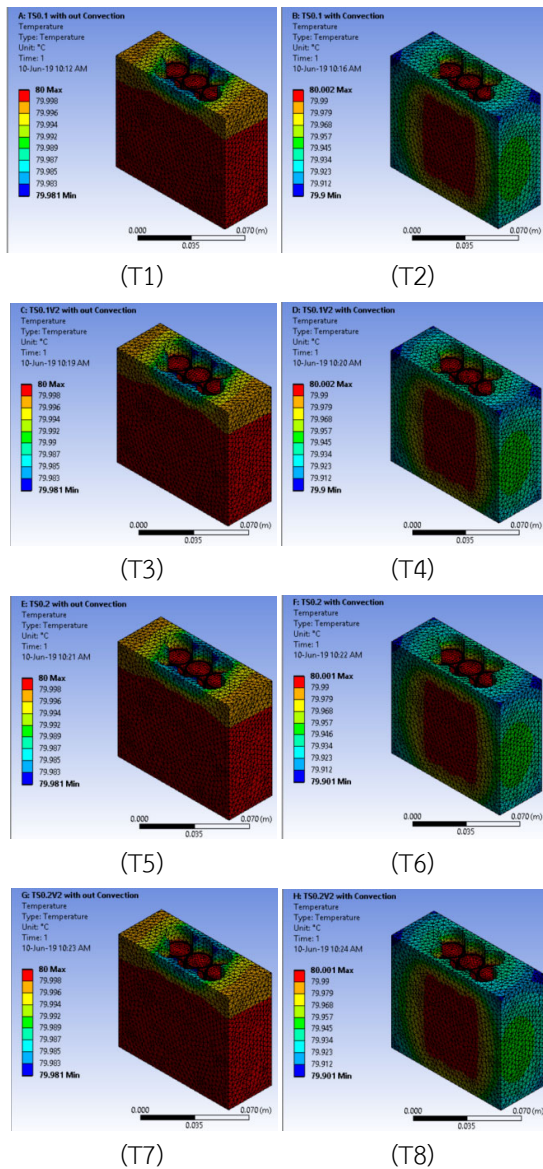 A: TS0.1 with out Convection
Temperature
Type: Temperature
Unit: °C
Time: 1
10-Jun-19 10:12 AM
80 Max
79.998
79.996
79.994
79.992
79.989
79.987
79.985
79.983
79.981 Min
0.000
0.070 (m)
0.035
(T1)
B: TS0.1 with Convection
Temperature
Type: Temperature
Unit: °C
Time: 1
10-Jun-19 10:16 AM
80.002 Max
79.99
79.979
79.968
79.957
79.945
79.934
79.923
79.912
79.9 Min
0.000
0.070 (m)
0.035
(T2)
C: TS0.1V2 with out Convection
Temperature
Type: Temperature
Unit: °C
Time: 1
10-Jun-19 10:19 AM
80 Max
79.998
79.996
79.994
79.992
79.99
79.987
79.985
79.983
79.981 Min
0.000
0.070 (m)
0.035
(T3)
D: TS0.1V2 with Convection
Temperature
Type: Temperature
Unit: °C
Time: 1
10-Jun-19 10:20 AM
80.002 Max
79.99
79.979
79.968
79.957
79.945
79.934
79.923
79.912
79.9 Min
0.000
0.070 (m)
0.035
(T4)
E: TS0.2 with out Convection
Temperature
Type: Temperature
Unit: °C
Time: 1
10-Jun-19 10:21 AM
80 Max
79.998
79.996
79.994
79.992
79.989
79.987
79.985
79.983
79.981 Min
0.000
0.070 (m)
0.035
(T5)
F: TS0.2 with Convection
Temperature
Type: Temperature
Unit: °C
Time: 1
10-Jun-19 10:22 AM
80.001 Max
79.99
79.979
79.968
79.957
79.946
79.934
79.923
79.912
79.901 Min
0.000
0.070 (m)
0.035
(T6)
G: TS0.2V2 with out Convection
Temperature
Type: Temperature
Unit: °C
Time: 1
10-Jun-19 10:23 AM
80 Max
79.998
79.996
79.994
79.992
79.989
79.987
79.985
79.983
79.981 Min
0.000
0.070 (m)
0.035
(T7)
H: TS0.2V2 with Convection
Temperature
Type: Temperature
Unit: °C
Time: 1
10-Jun-19 10:24 AM
80.001 Max
79.99
79.979
79.968
79.957
79.945
79.934
79.923
79.912
79.901 Min
0.000
0.070 (m)
0.035
(T8)